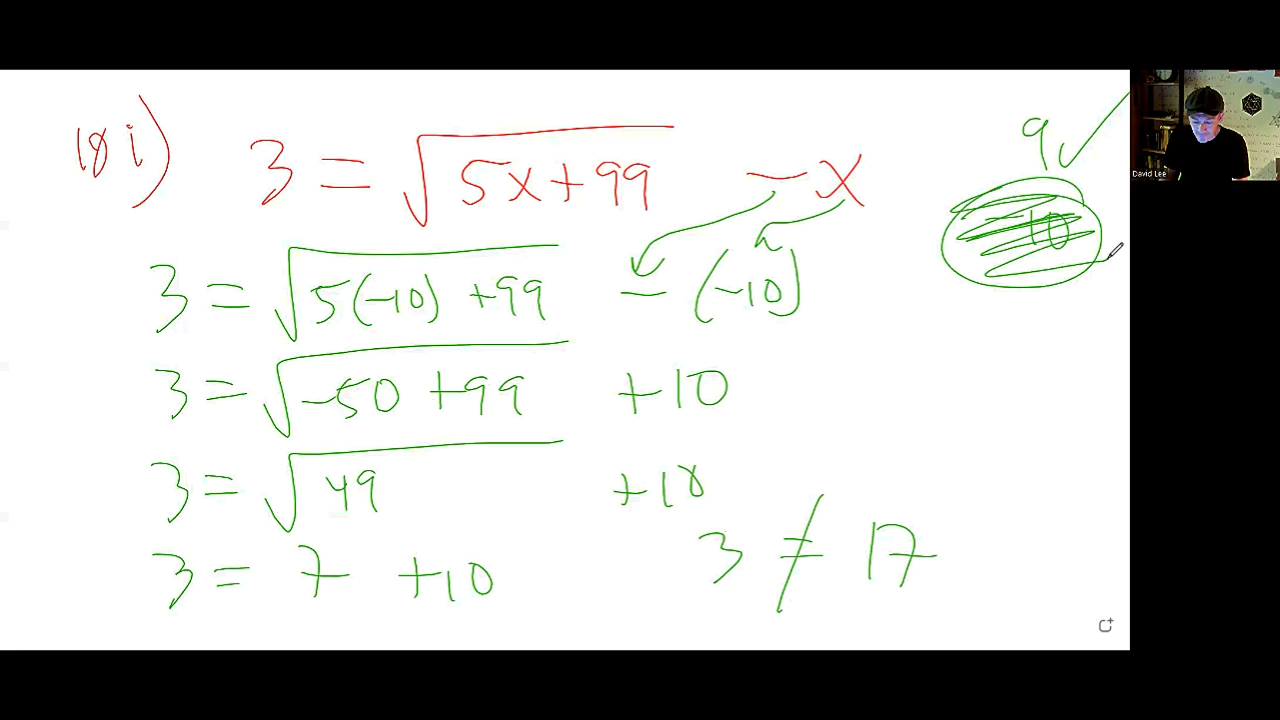 18i) 3 = √(5x+99) - x
9 ✓
-10
3 = √(5(-10) +99) - (-10)
3 = √(-50 +99) +10
3 = √49 +10
3 = 7 +10
3 ≠ 17
David Lee